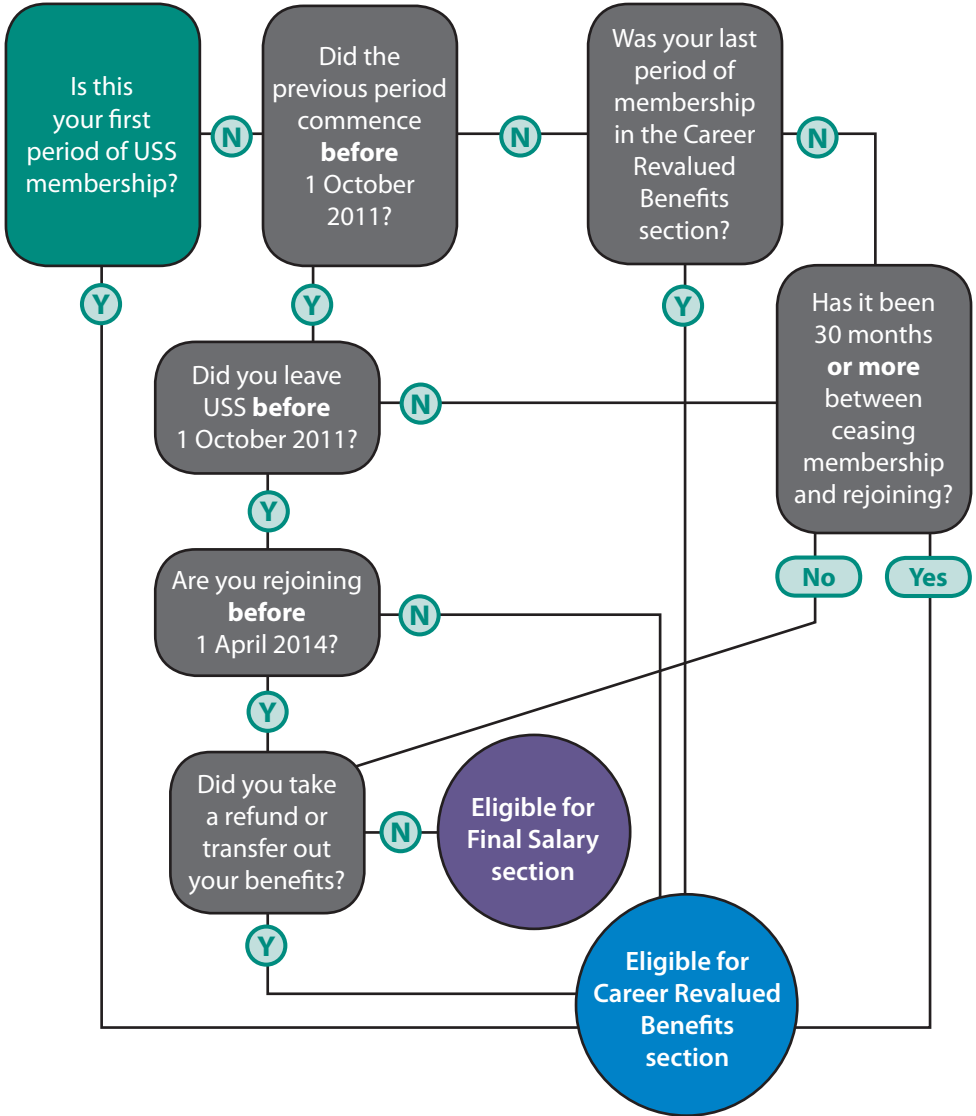 Is this
your first
period of USS
membership?
N
Did the
previous period
commence
before
1 October
2011?
N
Was your last
period of
membership
in the Career
Revalued
Benefits
section?
N
Y
Y
Y
Has it been
30 months
or more
between
ceasing
membership
and rejoining?
Did you leave
USS before
1 October 2011?
N
Y
No
Yes
Are you rejoining
before
1 April 2014?
N
Y
Did you take
a refund or
transfer out
your benefits?
N
Eligible for
Final Salary
section
Y
Eligible for
Career Revalued
Benefits
section